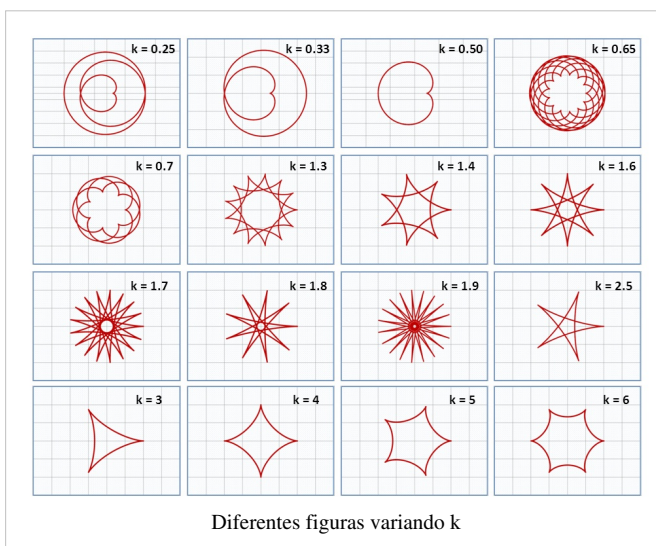 k = 0.25
k = 0.33
k = 0.50
k = 0.65
k = 0.7
k = 1.3
k = 1.4
k = 1.6
k = 1.7
k = 1.8
k = 1.9
k = 2.5
k = 3
k = 4
k = 5
k = 6
Diferentes figuras variando k